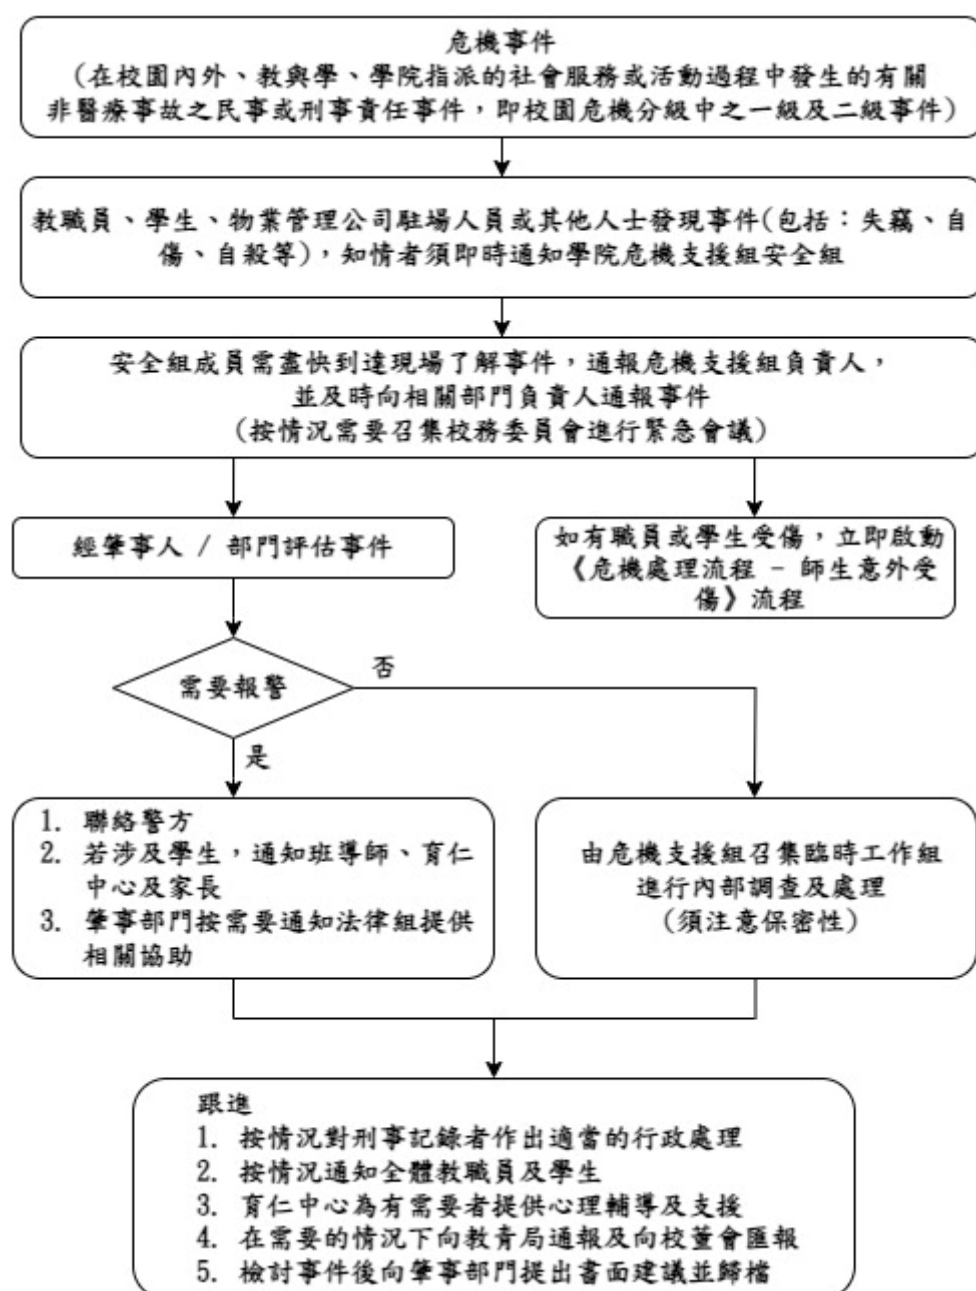 危機事件
(在校園內外、教與學、學院指派的社會服務或活動過程中發生的有關
非醫療事故之民事或刑事責任事件，即校園危機分級中之一級及二級事件)
教職員、學生、物業管理公司駐場人員或其他人士發現事件(包括：失竊、自
傷、自殺等)，知情者須即時通知學院危機支援組安全組
安全組成員需盡快到達現場了解事件，通報危機支援組負責人，
並及時向相關部門負責人通報事件
(按情況需要召集校務委員會進行緊急會議)
經肇事人 / 部門評估事件
如有職員或學生受傷，立即啟動
《危機處理流程 - 師生意外受
傷》流程
需要報警
否
是
1. 聯絡警方
2. 若涉及學生，通知班導師、育仁
中心及家長
3. 肇事部門按需要通知法律組提供
相關協助
由危機支援組召集臨時工作組
進行內部調查及處理
(須注意保密性)
跟進
1. 按情況對刑事記錄者作出適當的行政處理
2. 按情況通知全體教職員及學生
3. 育仁中心為有需要者提供心理輔導及支援
4. 在需要的情況下向教青局通報及向校董會匯報
5. 檢討事件後向肇事部門提出書面建議並歸檔